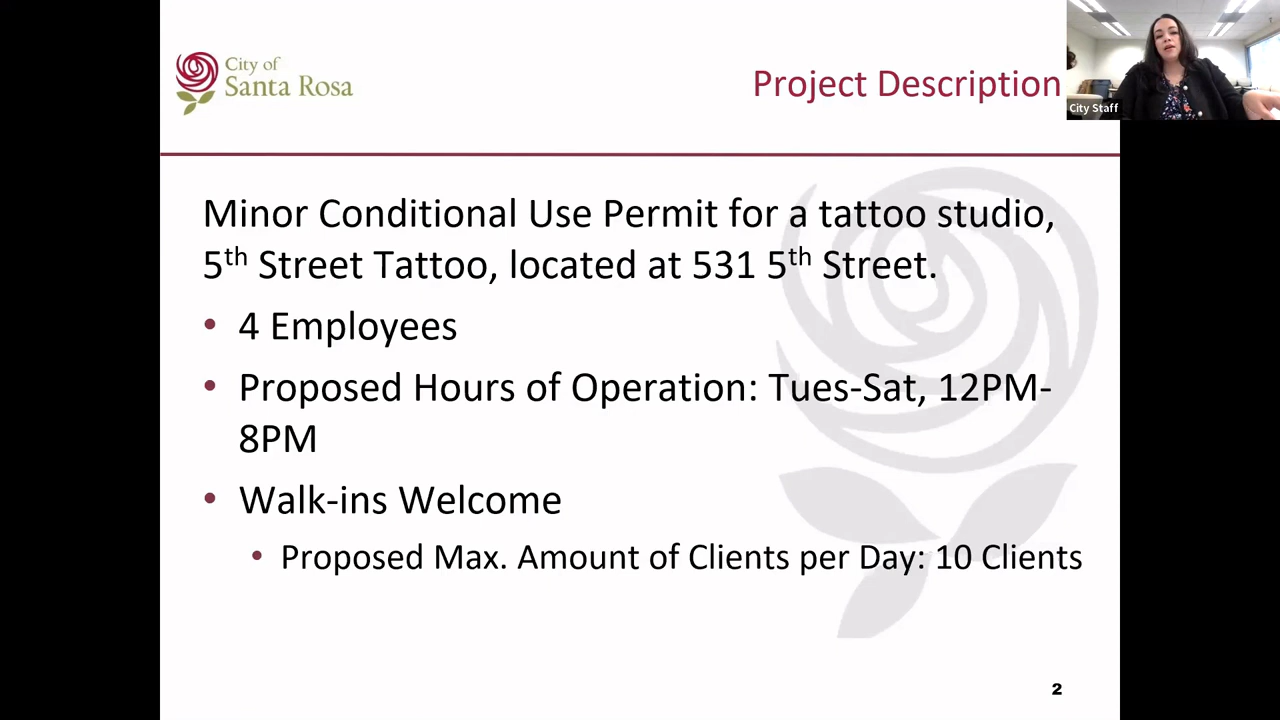 City of
Santa Rosa
Project Description
City Staff
Minor Conditional Use Permit for a tattoo studio,
5th Street Tattoo, located at 531 5th Street.
• 4 Employees
• Proposed Hours of Operation: Tues-Sat, 12PM-
8PM
• Walk-ins Welcome
• Proposed Max. Amount of Clients per Day: 10 Clients
2